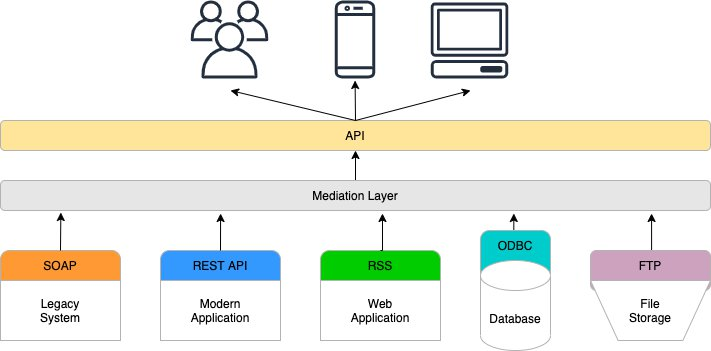 API
Mediation Layer
SOAP
REST API
RSS
ODBC
FTP
Legacy
System
Modern
Application
Web
Application
Database
File
Storage